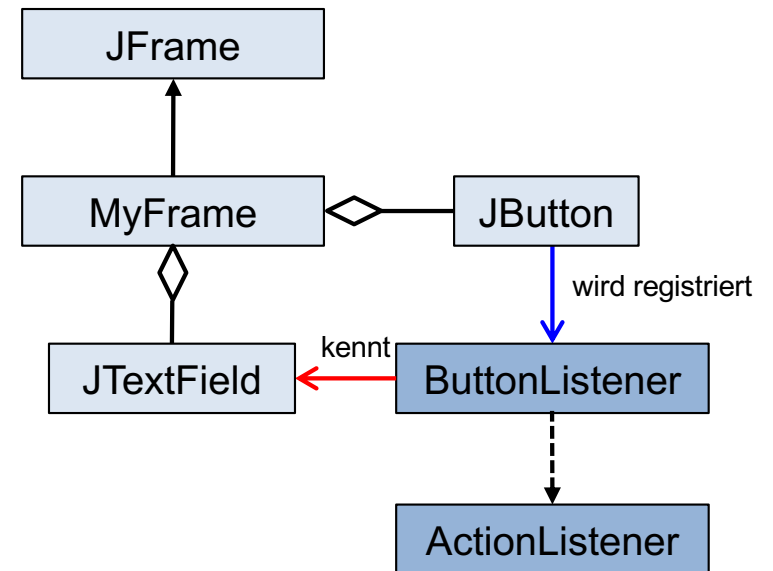 JFrame
MyFrame
JButton
wird registriert
kennt
JTextField
ButtonListener
ActionListener